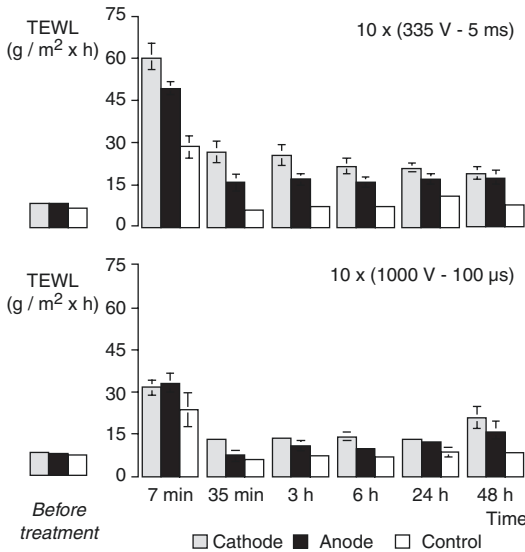 75
TEWL
(g / m² x h)
10 x (335 V - 5 ms)
60
45
30
15
0
75
TEWL
(g / m² x h)
10 x (1000 V - 100 µs)
60
45
30
15
0
Before treatment
7 min 35 min 3 h 6 h 24 h 48 h
Time
Cathode Anode Control